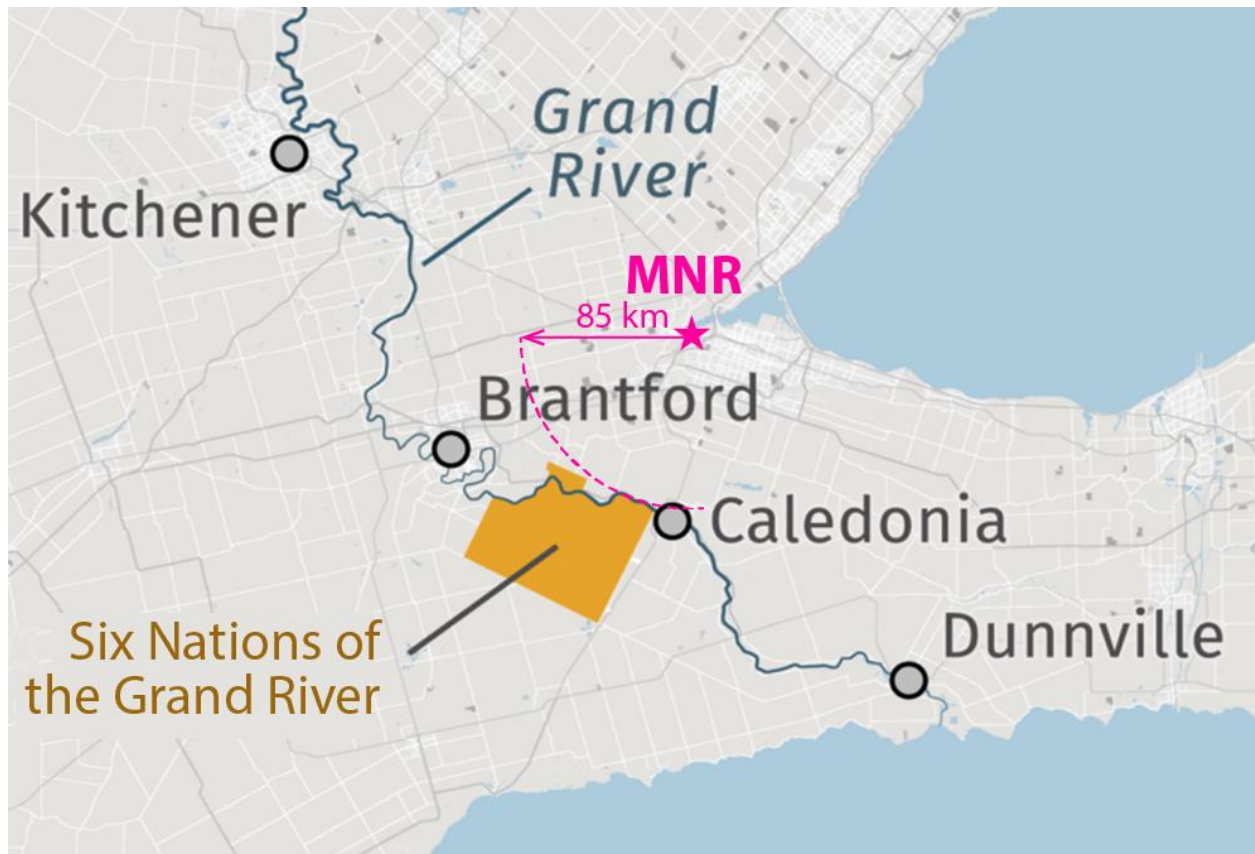 Grand
River
Kitchener
MNR
85 km
Brantford
Caledonia
Six Nations of
the Grand River
Dunnville